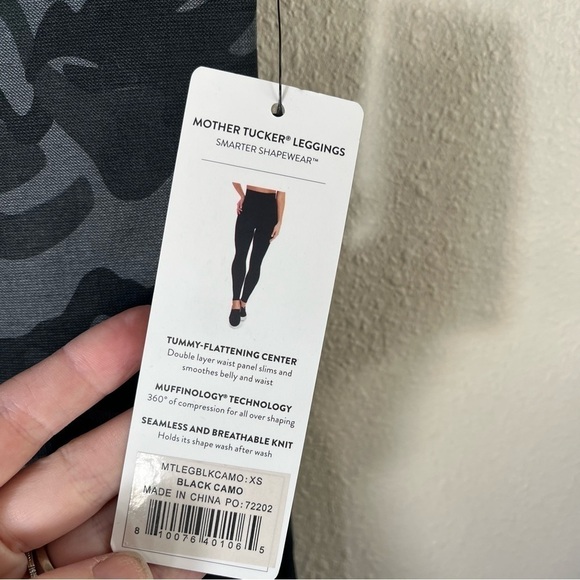 MOTHER TUCKER® LEGGINGS
SMARTER SHAPEWEAR™
TUMMY-FLATTENING CENTER
Double layer waist panel slims and
smoothes belly and waist
MUFFINOLOGY® TECHNOLOGY
360° of compression for all over shaping
SEAMLESS AND BREATHABLE KNIT
Holds its shape wash after wash
MTLEGBLKCAMO: XS
BLACK CAMO
MADE IN CHINA PO: 72202
8 10076 40106 5